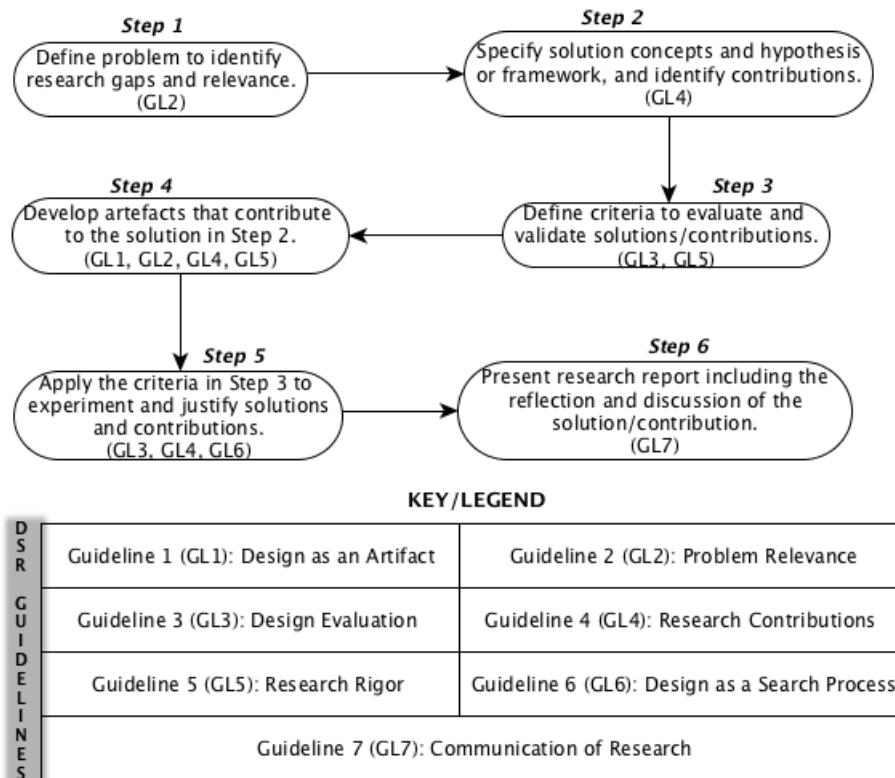 Step 1
Define problem to identify
research gaps and relevance.
(GL2)
Step 2
Specify solution concepts and hypothesis
or framework, and identify contributions.
(GL4)
Step 3
Define criteria to evaluate and
validate solutions/contributions.
(GL3, GL5)
Step 4
Develop artefacts that contribute
to the solution in Step 2.
(GL1, GL2, GL4, GL5)
Step 5
Apply the criteria in Step 3 to
experiment and justify solutions
and contributions.
(GL3, GL4, GL6)
Step 6
Present research report including the
reflection and discussion of the
solution/contribution.
(GL7)
KEY/LEGEND
DSR GUIDELINES
Guideline 1 (GL1): Design as an Artifact
Guideline 2 (GL2): Problem Relevance
Guideline 3 (GL3): Design Evaluation
Guideline 4 (GL4): Research Contributions
Guideline 5 (GL5): Research Rigor
Guideline 6 (GL6): Design as a Search Process
Guideline 7 (GL7): Communication of Research